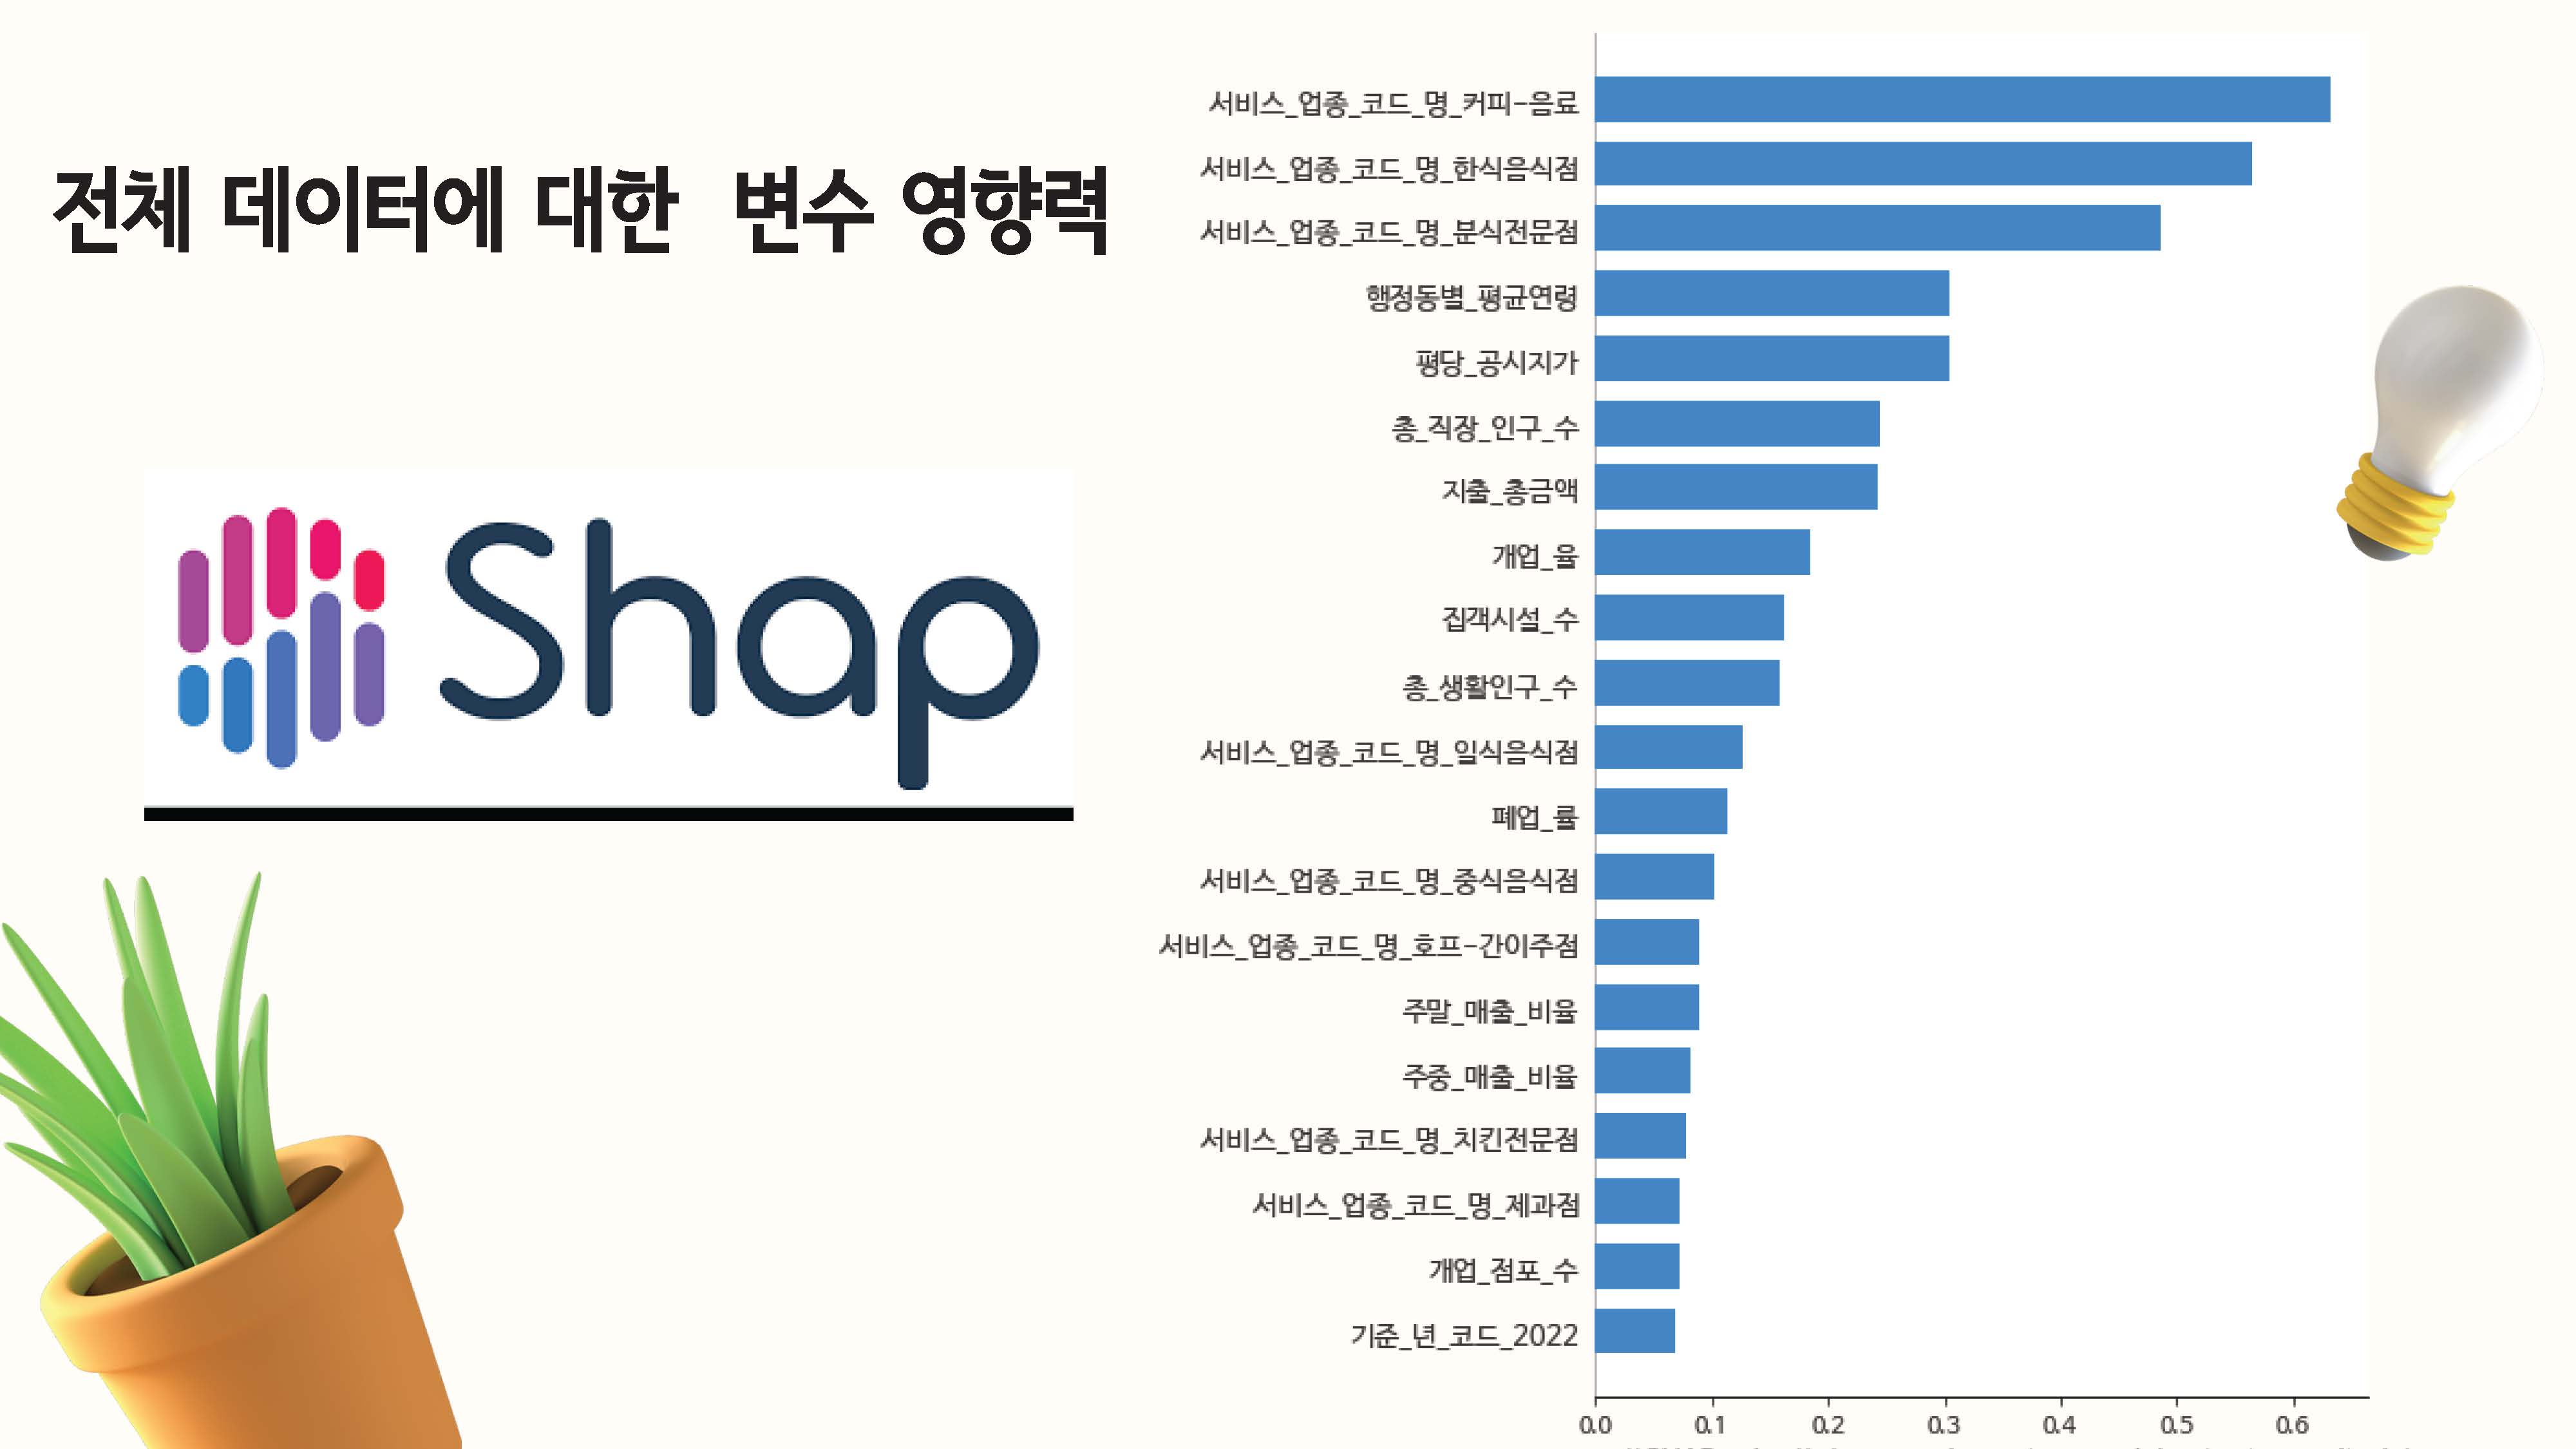 전체 데이터에 대한 변수 영향력
Shap
서비스_업종_코드_명_커피-음료
서비스_업종_코드_명_한식음식점
서비스_업종_코드_명_분식전문점
행정동별_평균연령
평당_공시지가
총_직장_인구_수
지출_총금액
개업_율
집객시설_수
총_생활인구_수
서비스_업종_코드_명_일식음식점
폐업_률
서비스_업종_코드_명_중식음식점
서비스_업종_코드_명_호프-간이주점
주말_매출_비율
주중_매출_비율
서비스_업종_코드_명_치킨전문점
서비스_업종_코드_명_제과점
개업_점포_수
기준_년_코드_2022
0.0 0.1 0.2 0.3 0.4 0.5 0.6